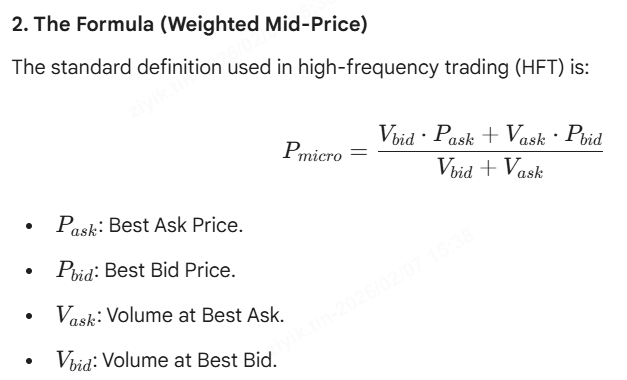 2. The Formula (Weighted Mid-Price)
The standard definition used in high-frequency trading (HFT) is:
P_{micro} = \frac{V_{bid} \cdot P_{ask} + V_{ask} \cdot P_{bid}}{V_{bid} + V_{ask}}
• P_{ask}: Best Ask Price.
• P_{bid}: Best Bid Price.
• V_{ask}: Volume at Best Ask.
• V_{bid}: Volume at Best Bid.